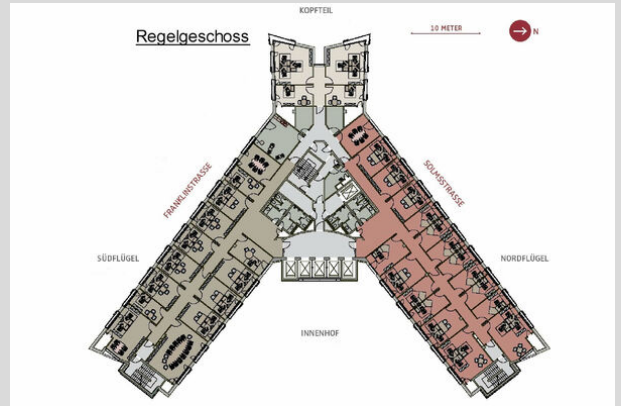 KOPFTEIL
Regelgeschoss
10 METER
N
FRANKLINSTRASSE
SOLMSSTRASSE
SÜDFLÜGEL
NORDFLÜGEL
INNENHOF